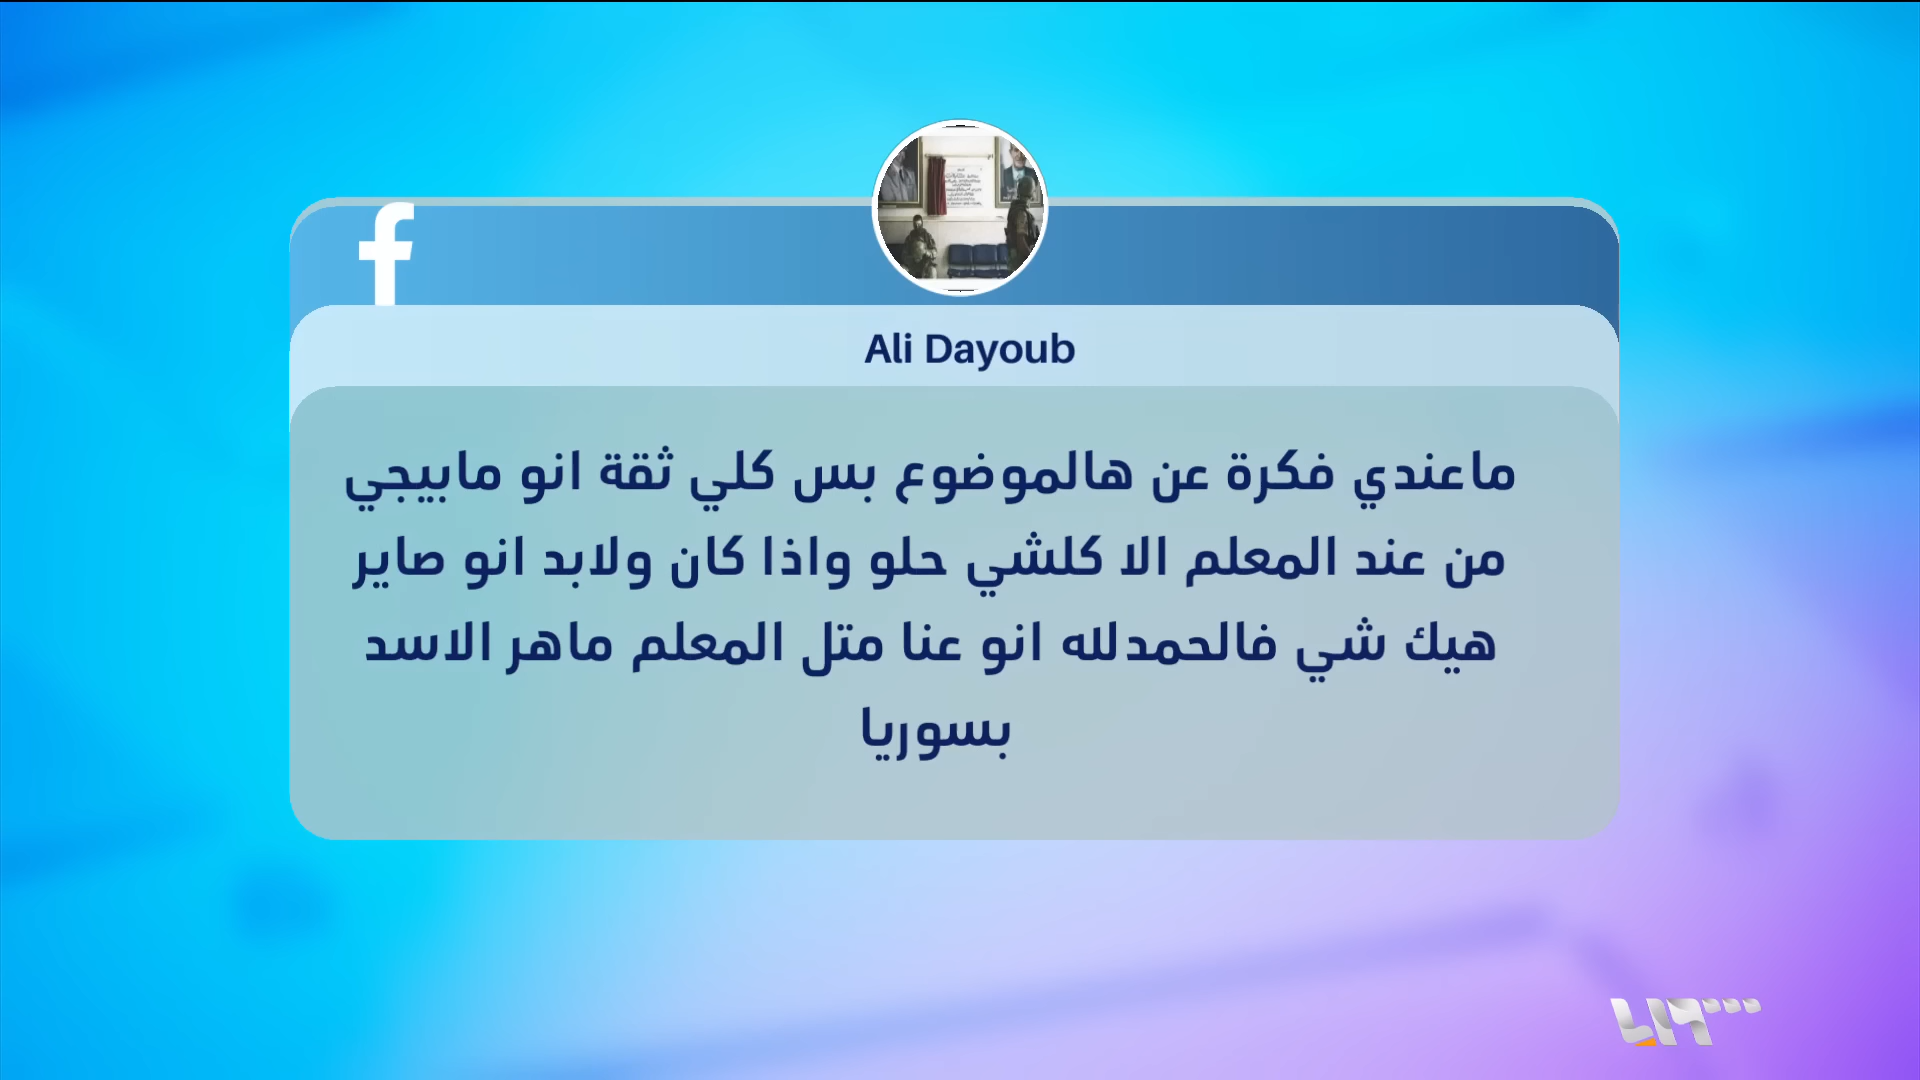 Ali Dayoub
ماعندي فكرة عن هالموضوع بس كلي ثقة انو مابيجي
من عند المعلم الا كلشي حلو واذا كان ولابد انو صاير
هيك شي فالحمدلله انو عنا متل المعلم ماهر الاسد
بسوريا